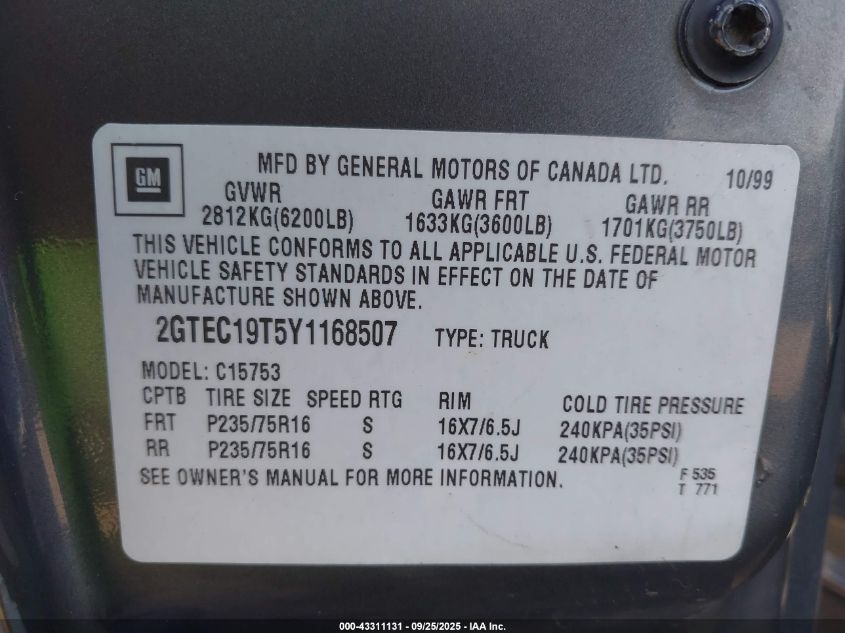 GM
MFD BY GENERAL MOTORS OF CANADA LTD. 10/99
GVWR GAWR FRT GAWR RR
2812KG(6200LB) 1633KG(3600LB) 1701KG(3750LB)
THIS VEHICLE CONFORMS TO ALL APPLICABLE U.S. FEDERAL MOTOR
VEHICLE SAFETY STANDARDS IN EFFECT ON THE DATE OF
MANUFACTURE SHOWN ABOVE.
2GTEC19T5Y1168507 TYPE: TRUCK
MODEL: C15753
CPTB TIRE SIZE SPEED RTG RIM COLD TIRE PRESSURE
FRT P235/75R16 S 16X7/6.5J 240KPA(35PSI)
RR P235/75R16 S 16X7/6.5J 240KPA(35PSI)
SEE OWNER'S MANUAL FOR MORE INFORMATION. F 535
T 771
000-43311131 - 09/25/2025 - IAA Inc.